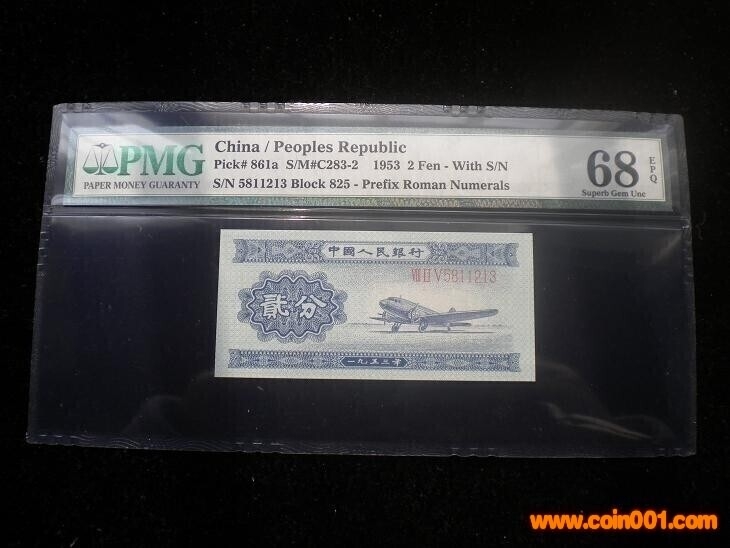 PMG
PAPER MONEY GUARANTY
China / Peoples Republic
Pick# 861a S/M#C283-2 1953 2 Fen - With S/N
S/N 5811213 Block 825 - Prefix Roman Numerals
68 EPQ
Superb Gem Unc
中國人民銀行
VIII II V 5811213
貳分
一九五三年
www.coin001.com